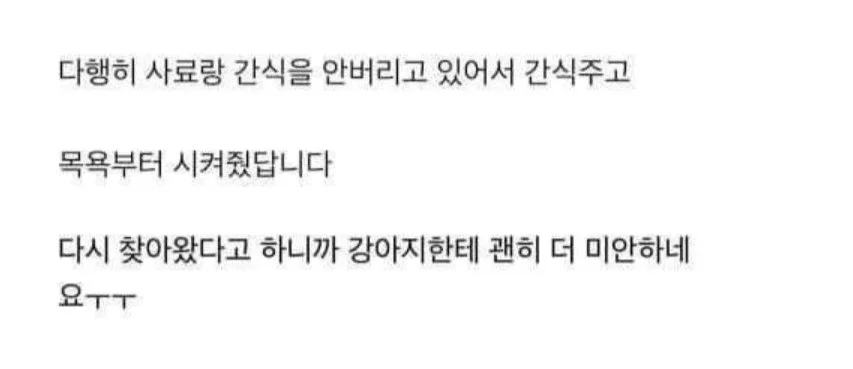 다행히 사료랑 간식을 안버리고 있어서 간식주고
목욕부터 시켜줬답니다
다시 찾아왔다고 하니까 강아지한테 괜히 더 미안하네
요ㅜㅜ